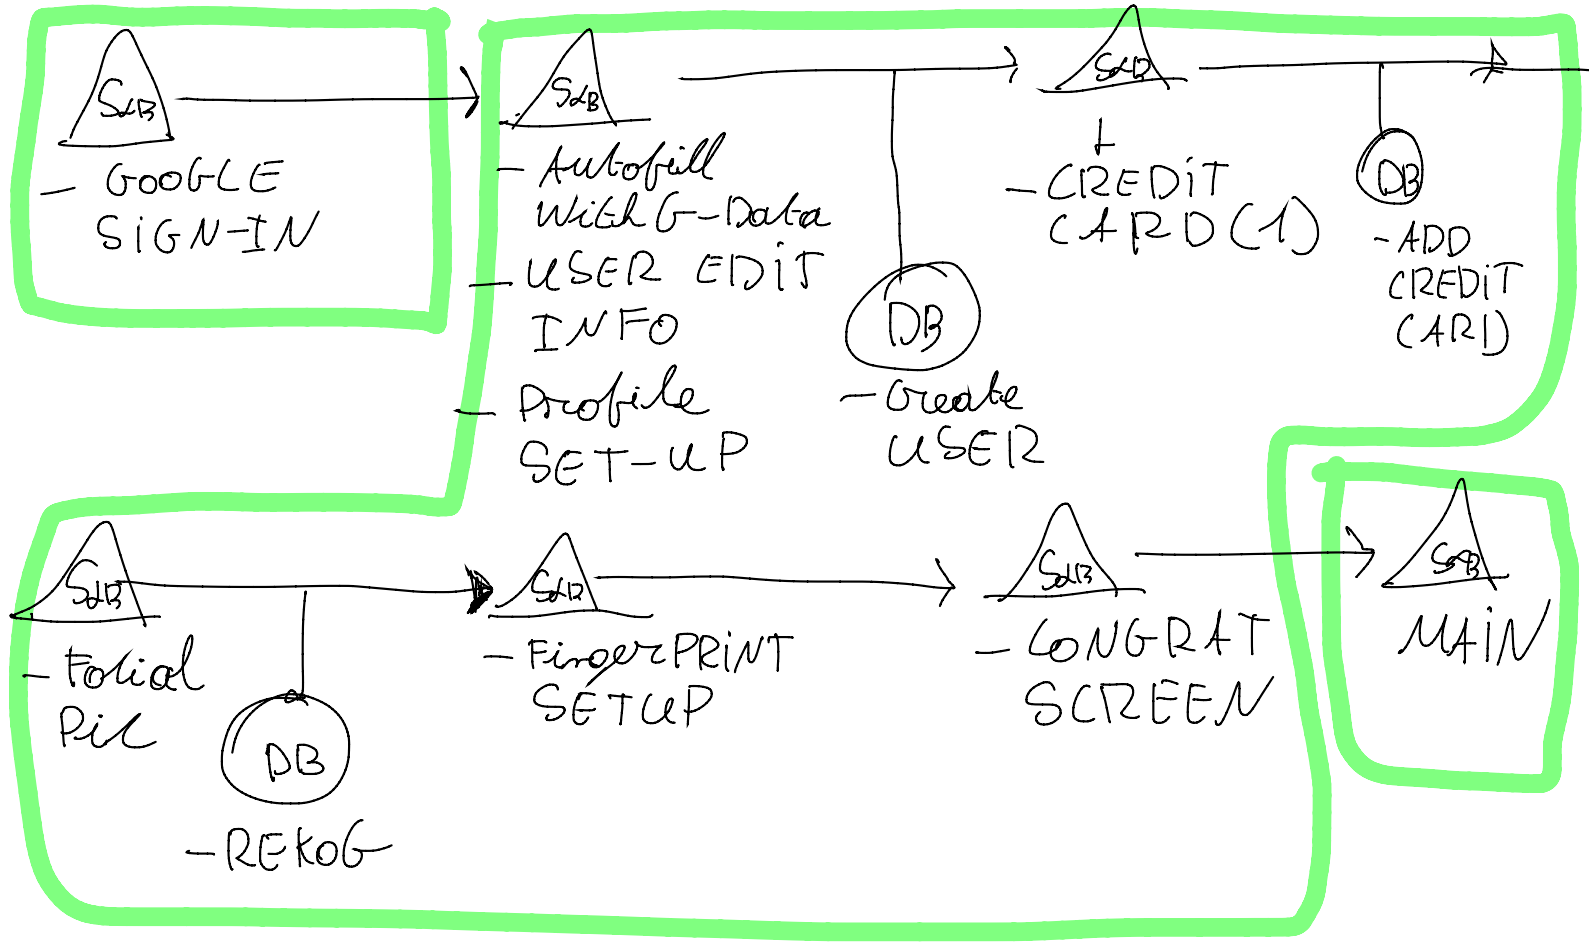 SdB
- GOOGLE
SiGN-IN
SdB
- Autofill
With G-Data
- USER EDiT
INFO
- Profile
SET-UP
DB
- Create
USER
SdB
- CREDiT
CARD (1)
DB
- ADD
CREDiT
CARD
SdB
- Facial
Pic
DB
- REKOG
SdB
- FingerPRiNT
SETUP
SdB
- CONGRAT
SCREEN
SdB
MAiN